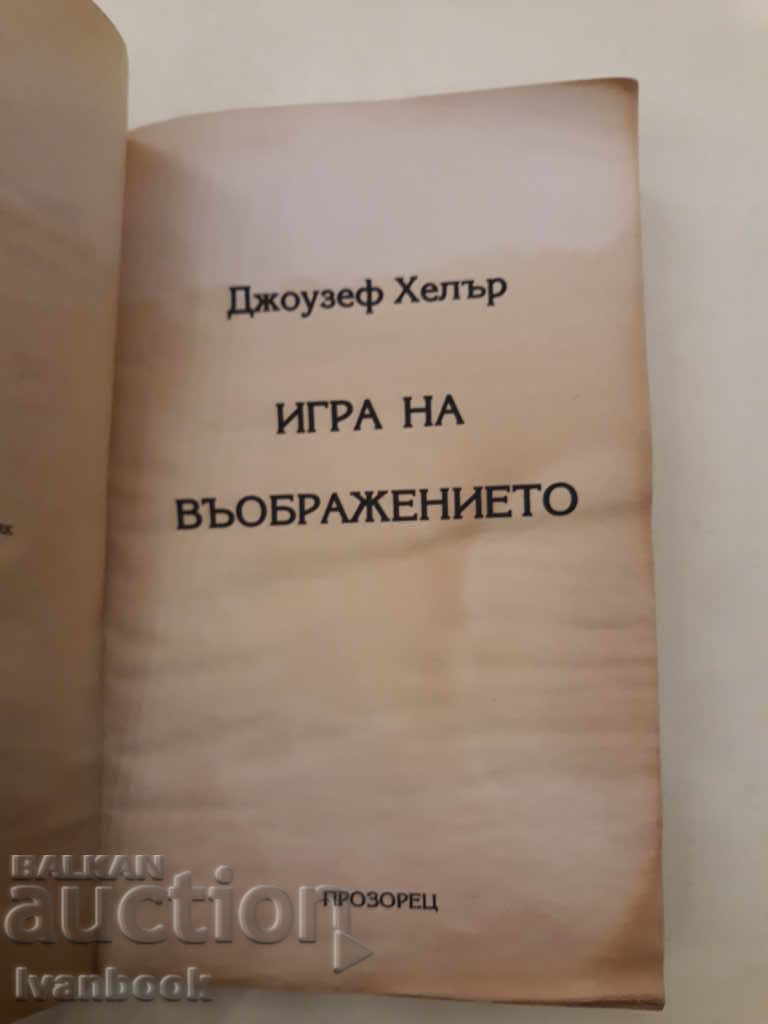 Джоузеф Хелър
ИГРА НА
ВЪОБРАЖЕНИЕТО
ПРОЗОРЕЦ
BALKAN
auction
Ivanbook